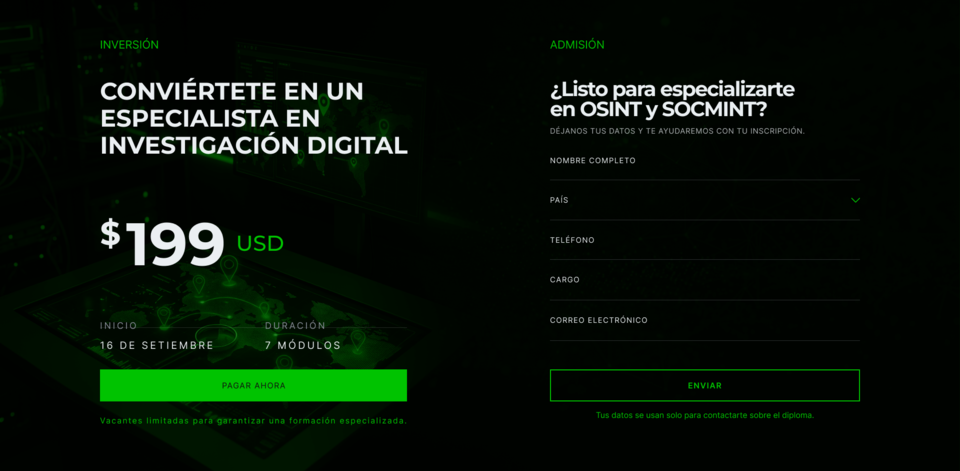 INVERSIÓN
CONVIÉRTETE EN UN
ESPECIALISTA EN
INVESTIGACIÓN DIGITAL
$199 USD
INICIO
16 DE SETIEMBRE
DURACIÓN
7 MÓDULOS
PAGAR AHORA
Vacantes limitadas para garantizar una formación especializada.
ADMISIÓN
¿Listo para especializarte
en OSINT y SOCMINT?
DÉJANOS TUS DATOS Y TE AYUDAREMOS CON TU INSCRIPCIÓN.
NOMBRE COMPLETO
PAÍS
TELÉFONO
CARGO
CORREO ELECTRÓNICO
ENVIAR
Tus datos se usan solo para contactarte sobre el diploma.